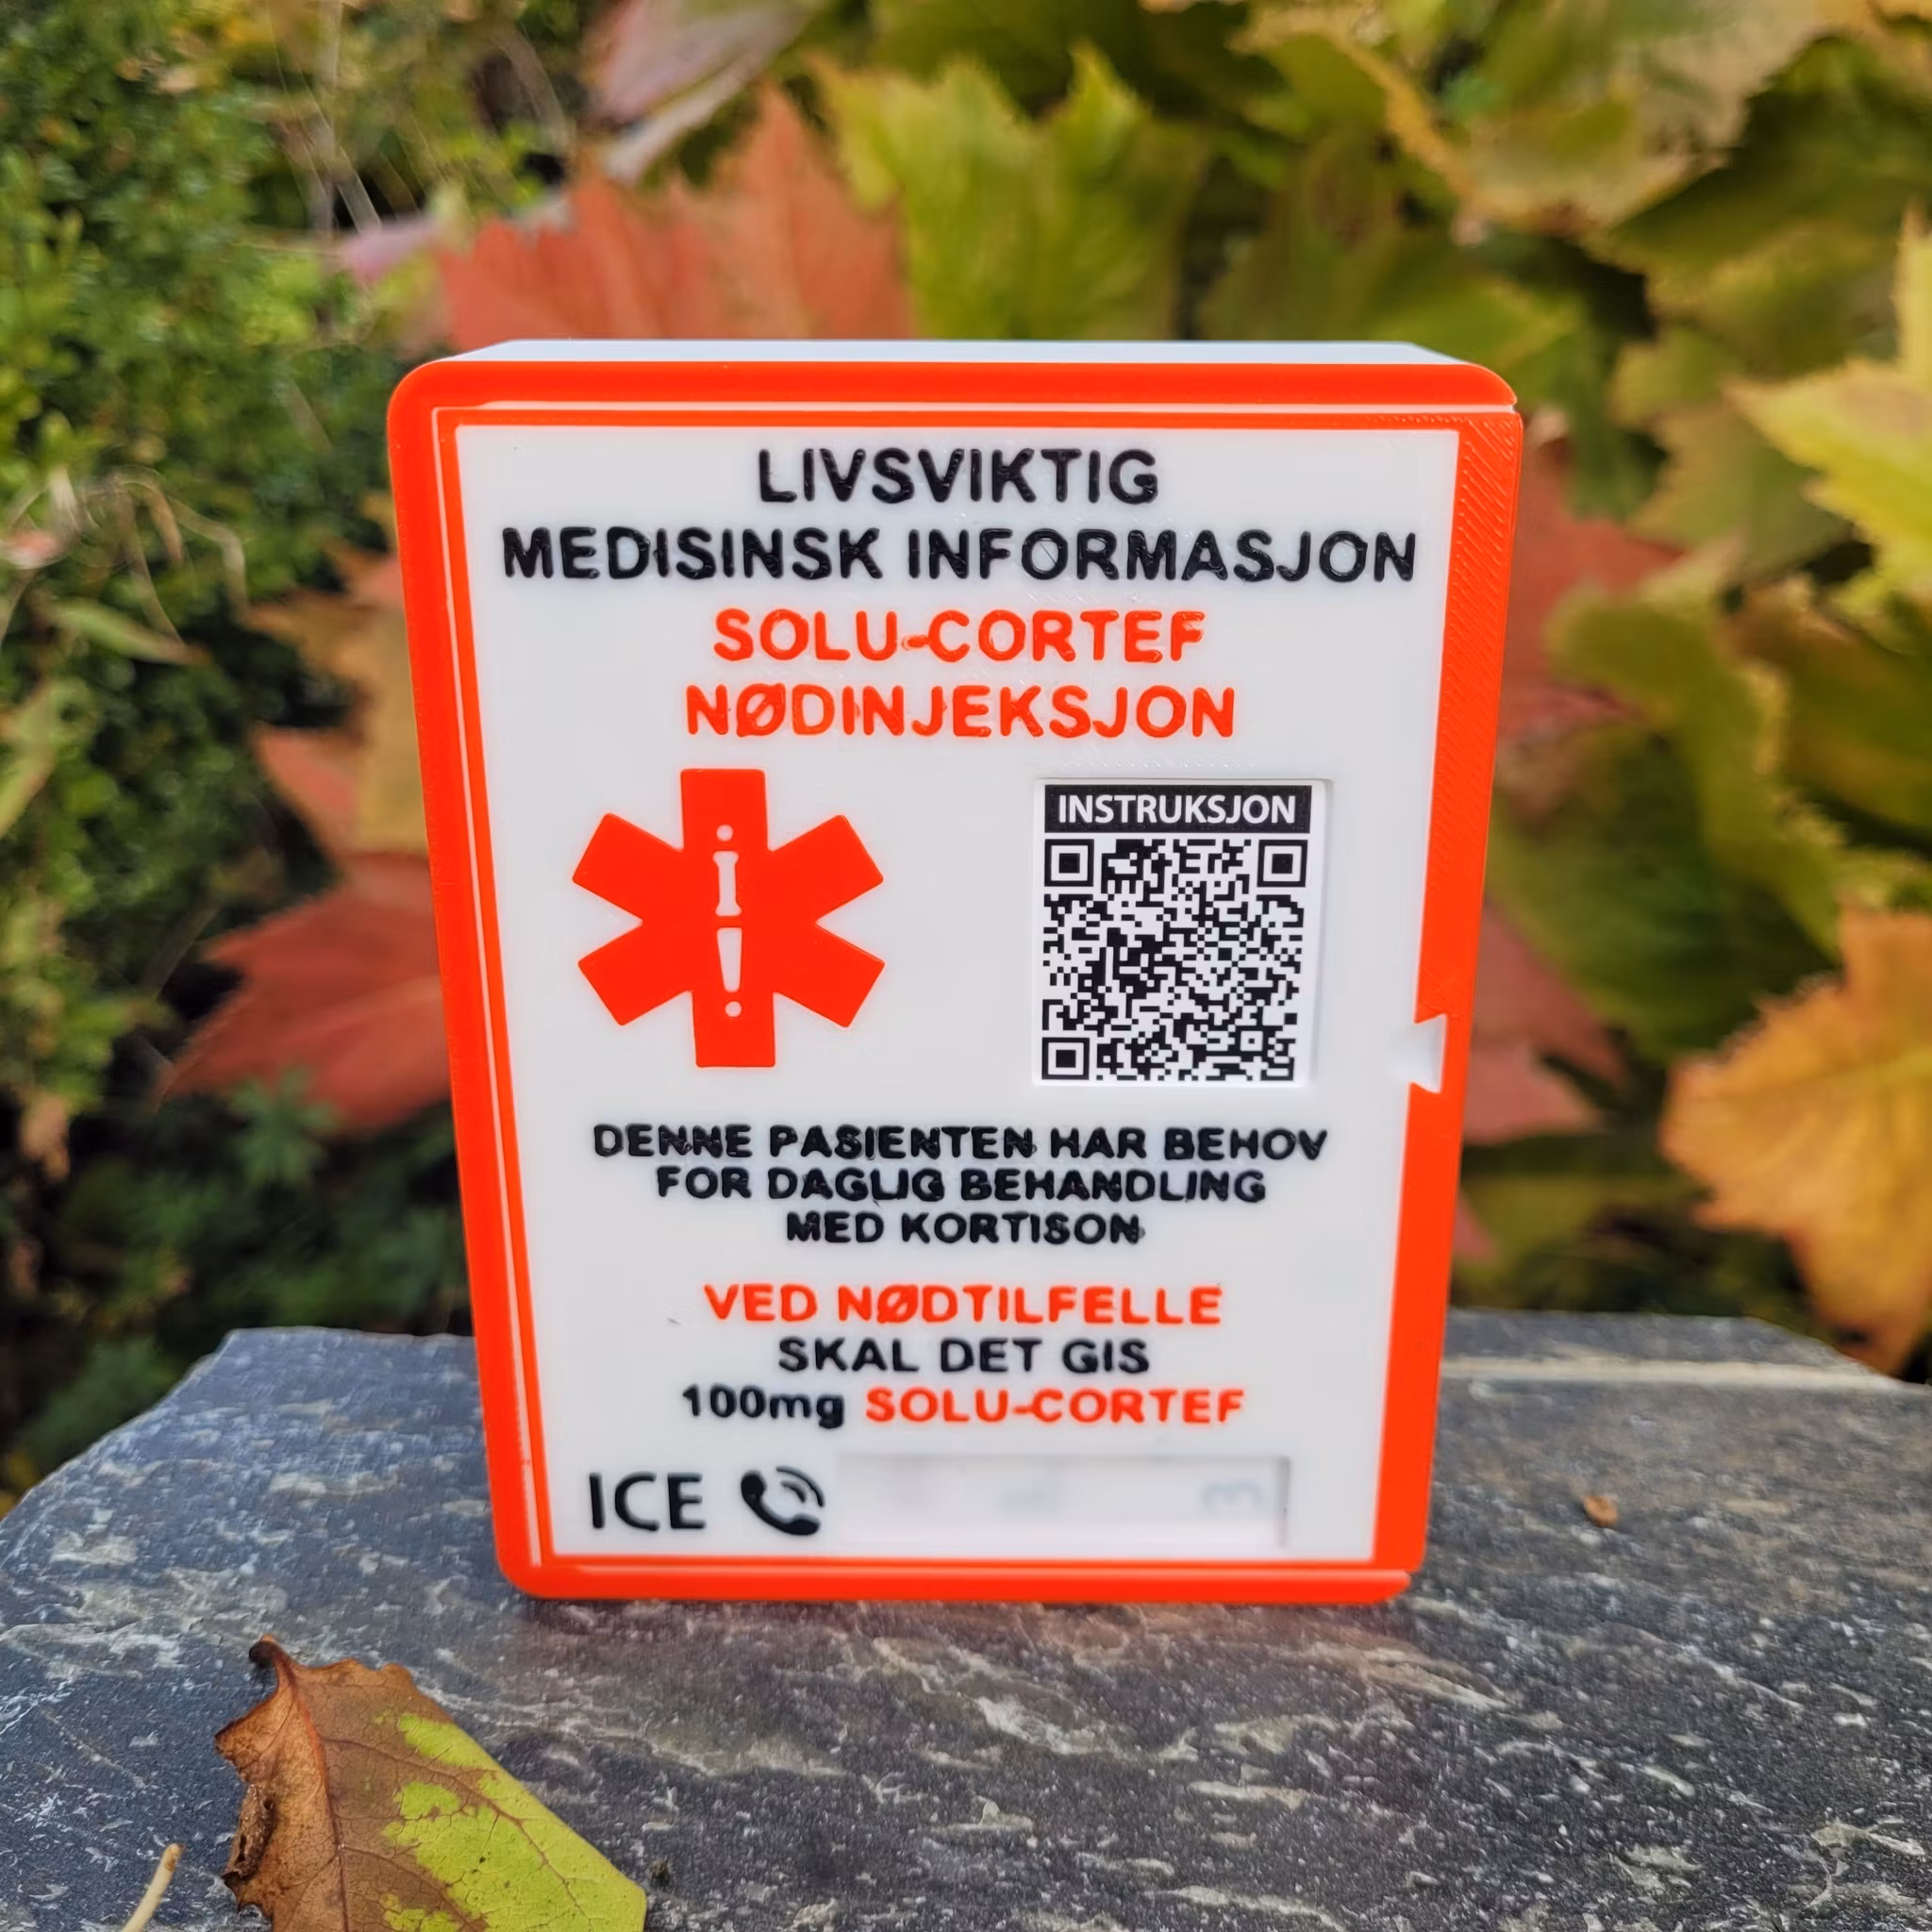 LIVSVIKTIG
MEDISINSK INFORMASJON
SOLU-CORTEF
NØDINJEKSJON
i
!
INSTRUKSJON
DENNE PASIENTEN HAR BEHOV
FOR DAGLIG BEHANDLING
MED KORTISON
VED NØDTILFELLE
SKAL DET GIS
100mg SOLU-CORTEF
ICE